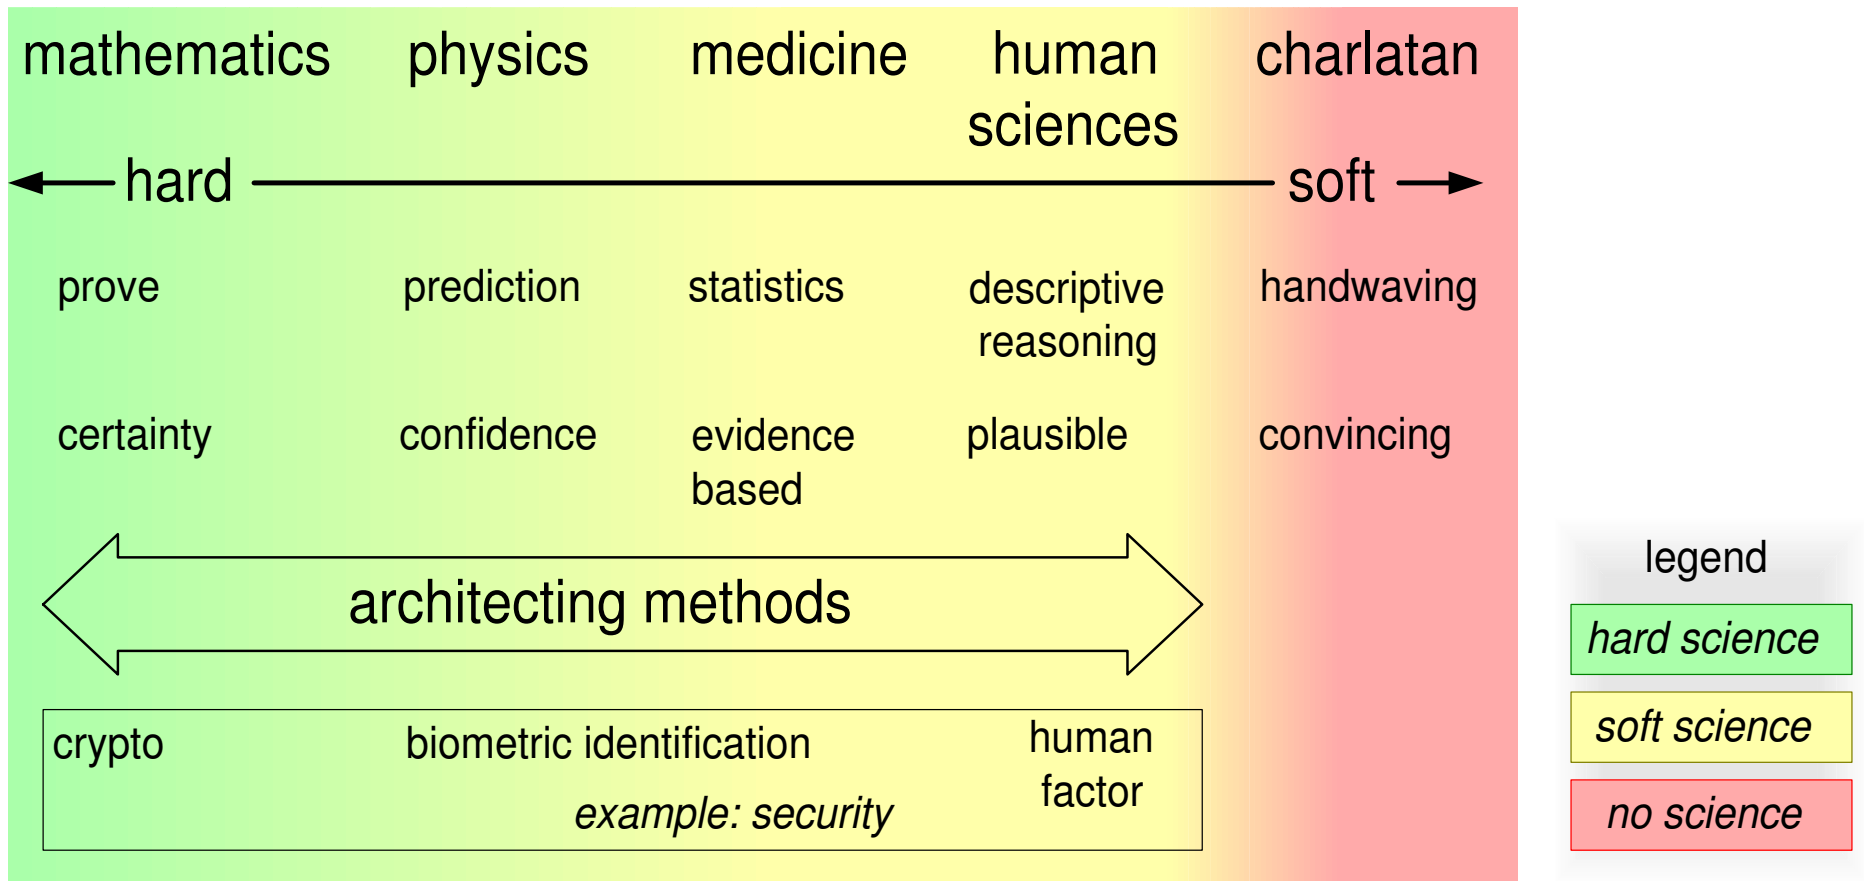 mathematics physics medicine human sciences charlatan
hard soft
prove prediction statistics descriptive reasoning handwaving
certainty confidence evidence based plausible convincing
architecting methods
crypto biometric identification human factor
example: security
legend
hard science
soft science
no science